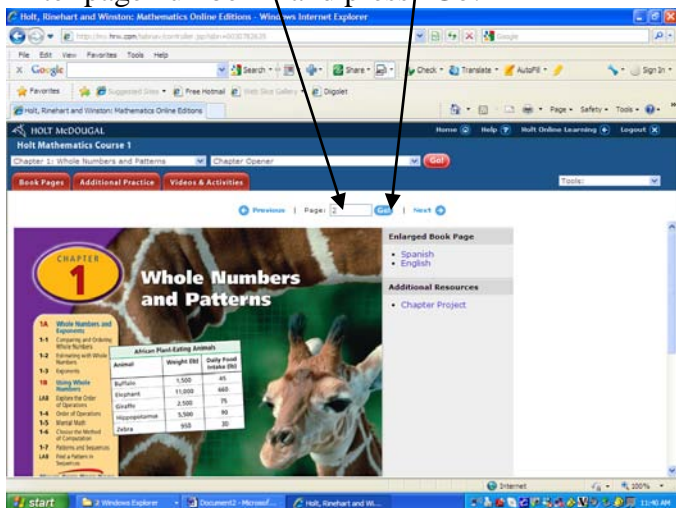 Holt, Rinehart and Winston: Mathematics Online Editions - Windows Internet Explorer
File Edit View Favorites Tools Help
X Google Search Share Check Translate AutoFill Sign In
Favorites Suggested Sites Free Hotmail Web Slice Gallery Digolet
Holt, Rinehart and Winston: Mathematics Online Editions Page Safety Tools
HOLT McDOUGAL Home Help Holt Online Learning Logout
Holt Mathematics Course 1
Chapter 1: Whole Numbers and Patterns Chapter Opener Go!
Book Pages Additional Practice Videos & Activities Tools:
Previous | Page: 2 Go! | Next
CHAPTER
1
Whole Numbers
and Patterns
1A Whole Numbers and
Exponents
1-1 Comparing and Ordering
Whole Numbers
1-2 Estimating with Whole
Numbers
1-3 Exponents
1B Using Whole
Numbers
LAB Explore the Order
of Operations
1-4 Order of Operations
1-5 Mental Math
1-6 Choose the Method
of Computation
1-7 Patterns and Sequences
LAB Find a Pattern in
Sequences
African Plant-Eating Animals
Animal Weight (lb) Daily Food
Intake (lb)
Buffalo 1,500 45
Elephant 11,000 660
Giraffe 2,500 75
Hippopotamus 5,500 90
Zebra 950 30
Enlarged Book Page
• Spanish
• English
Additional Resources
• Chapter Project
Internet 100%
start 2 Windows Explorer Document2 - Microsof... Holt, Rinehart and Wi... 11:40 AM